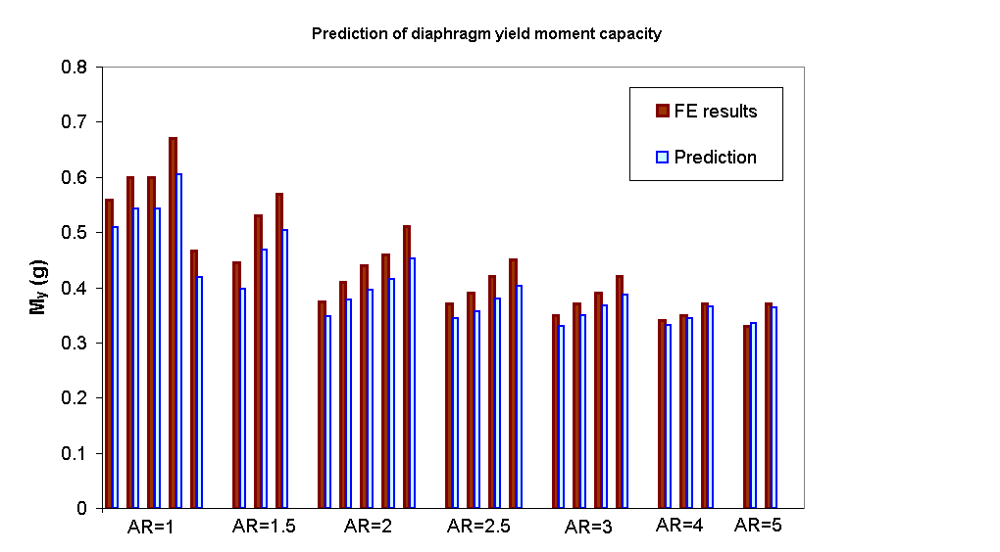 Prediction of diaphragm yield moment capacity
0.8
0.7
0.6
0.5
0.4
0.3
0.2
0.1
0
My (g)
FE results
Prediction
AR=1 AR=1.5 AR=2 AR=2.5 AR=3 AR=4 AR=5